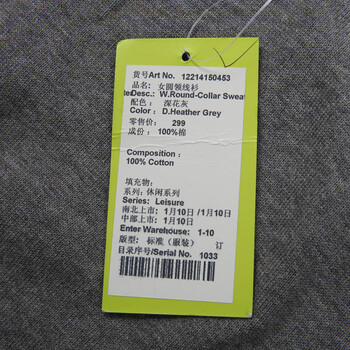 货号Art No. 12214150453
品名: 女圆领线衫
Desc.: W.Round-Collar Sweat
配色: 深花灰
Color : D.Heather Grey
零售价: 299
成份: 100%棉
Composition :
100% Cotton
填充物:
系列: 休闲系列
Series: Leisure
南北上市: 1月10日 /1月10日
中部上市: 1月10日
Enter Warehouse: 1-10
版型: 标准（服装） 订
目录序号/Serial No. 1033